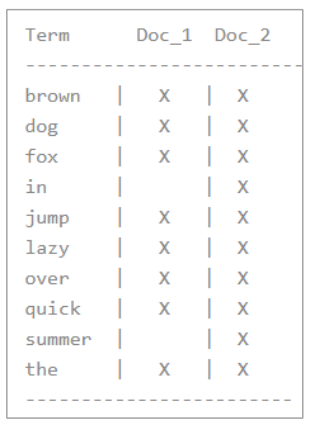 Term Doc_1 Doc_2
-------------------------
brown | X | X
dog | X | X
fox | X | X
in | | X
jump | X | X
lazy | X | X
over | X | X
quick | X | X
summer | | X
the | X | X
------------------------